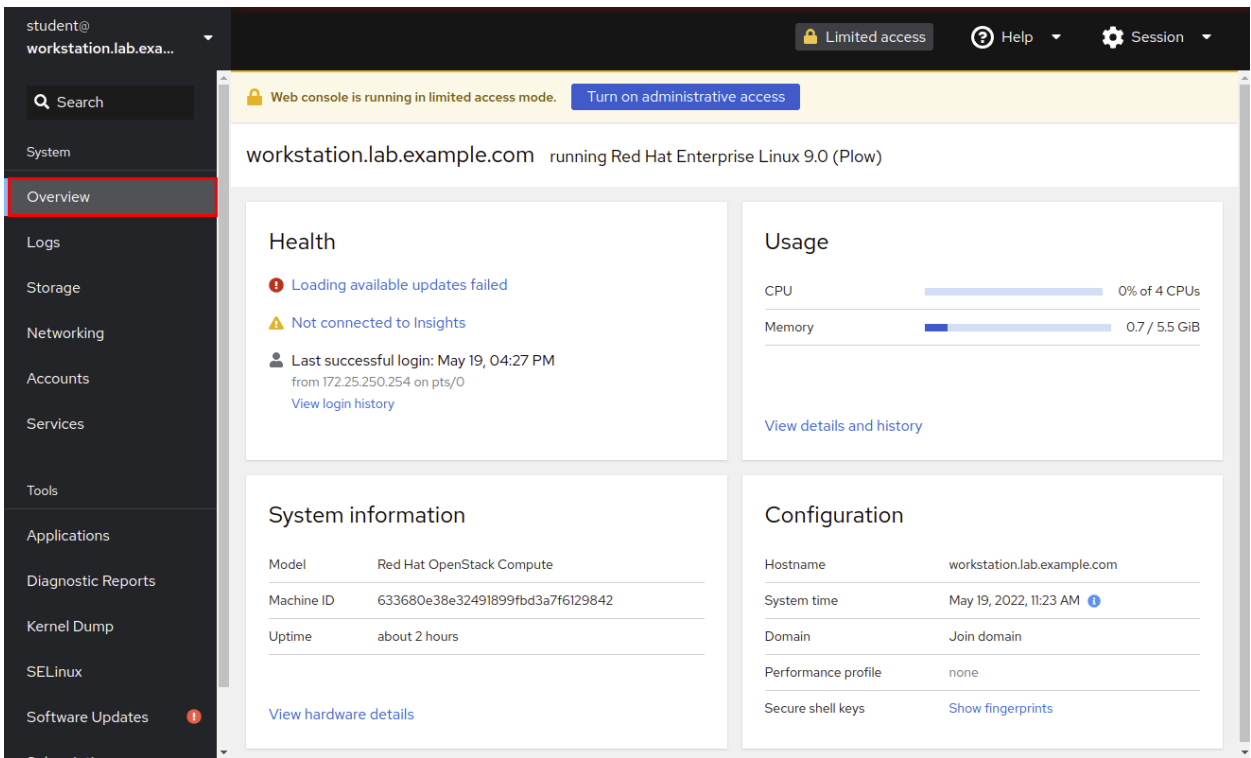 student@
workstation.lab.exa...
Limited access
Help
Session
Search
Web console is running in limited access mode.
Turn on administrative access
System
workstation.lab.example.com running Red Hat Enterprise Linux 9.0 (Plow)
Overview
Logs
Storage
Networking
Accounts
Services
Tools
Applications
Diagnostic Reports
Kernel Dump
SELinux
Software Updates
Health
Loading available updates failed
Not connected to Insights
Last successful login: May 19, 04:27 PM
from 172.25.250.254 on pts/0
View login history
Usage
CPU 0% of 4 CPUs
Memory 0.7 / 5.5 GiB
View details and history
System information
Model Red Hat OpenStack Compute
Machine ID 633680e38e32491899fbd3a7f6129842
Uptime about 2 hours
View hardware details
Configuration
Hostname workstation.lab.example.com
System time May 19, 2022, 11:23 AM
Domain Join domain
Performance profile none
Secure shell keys Show fingerprints